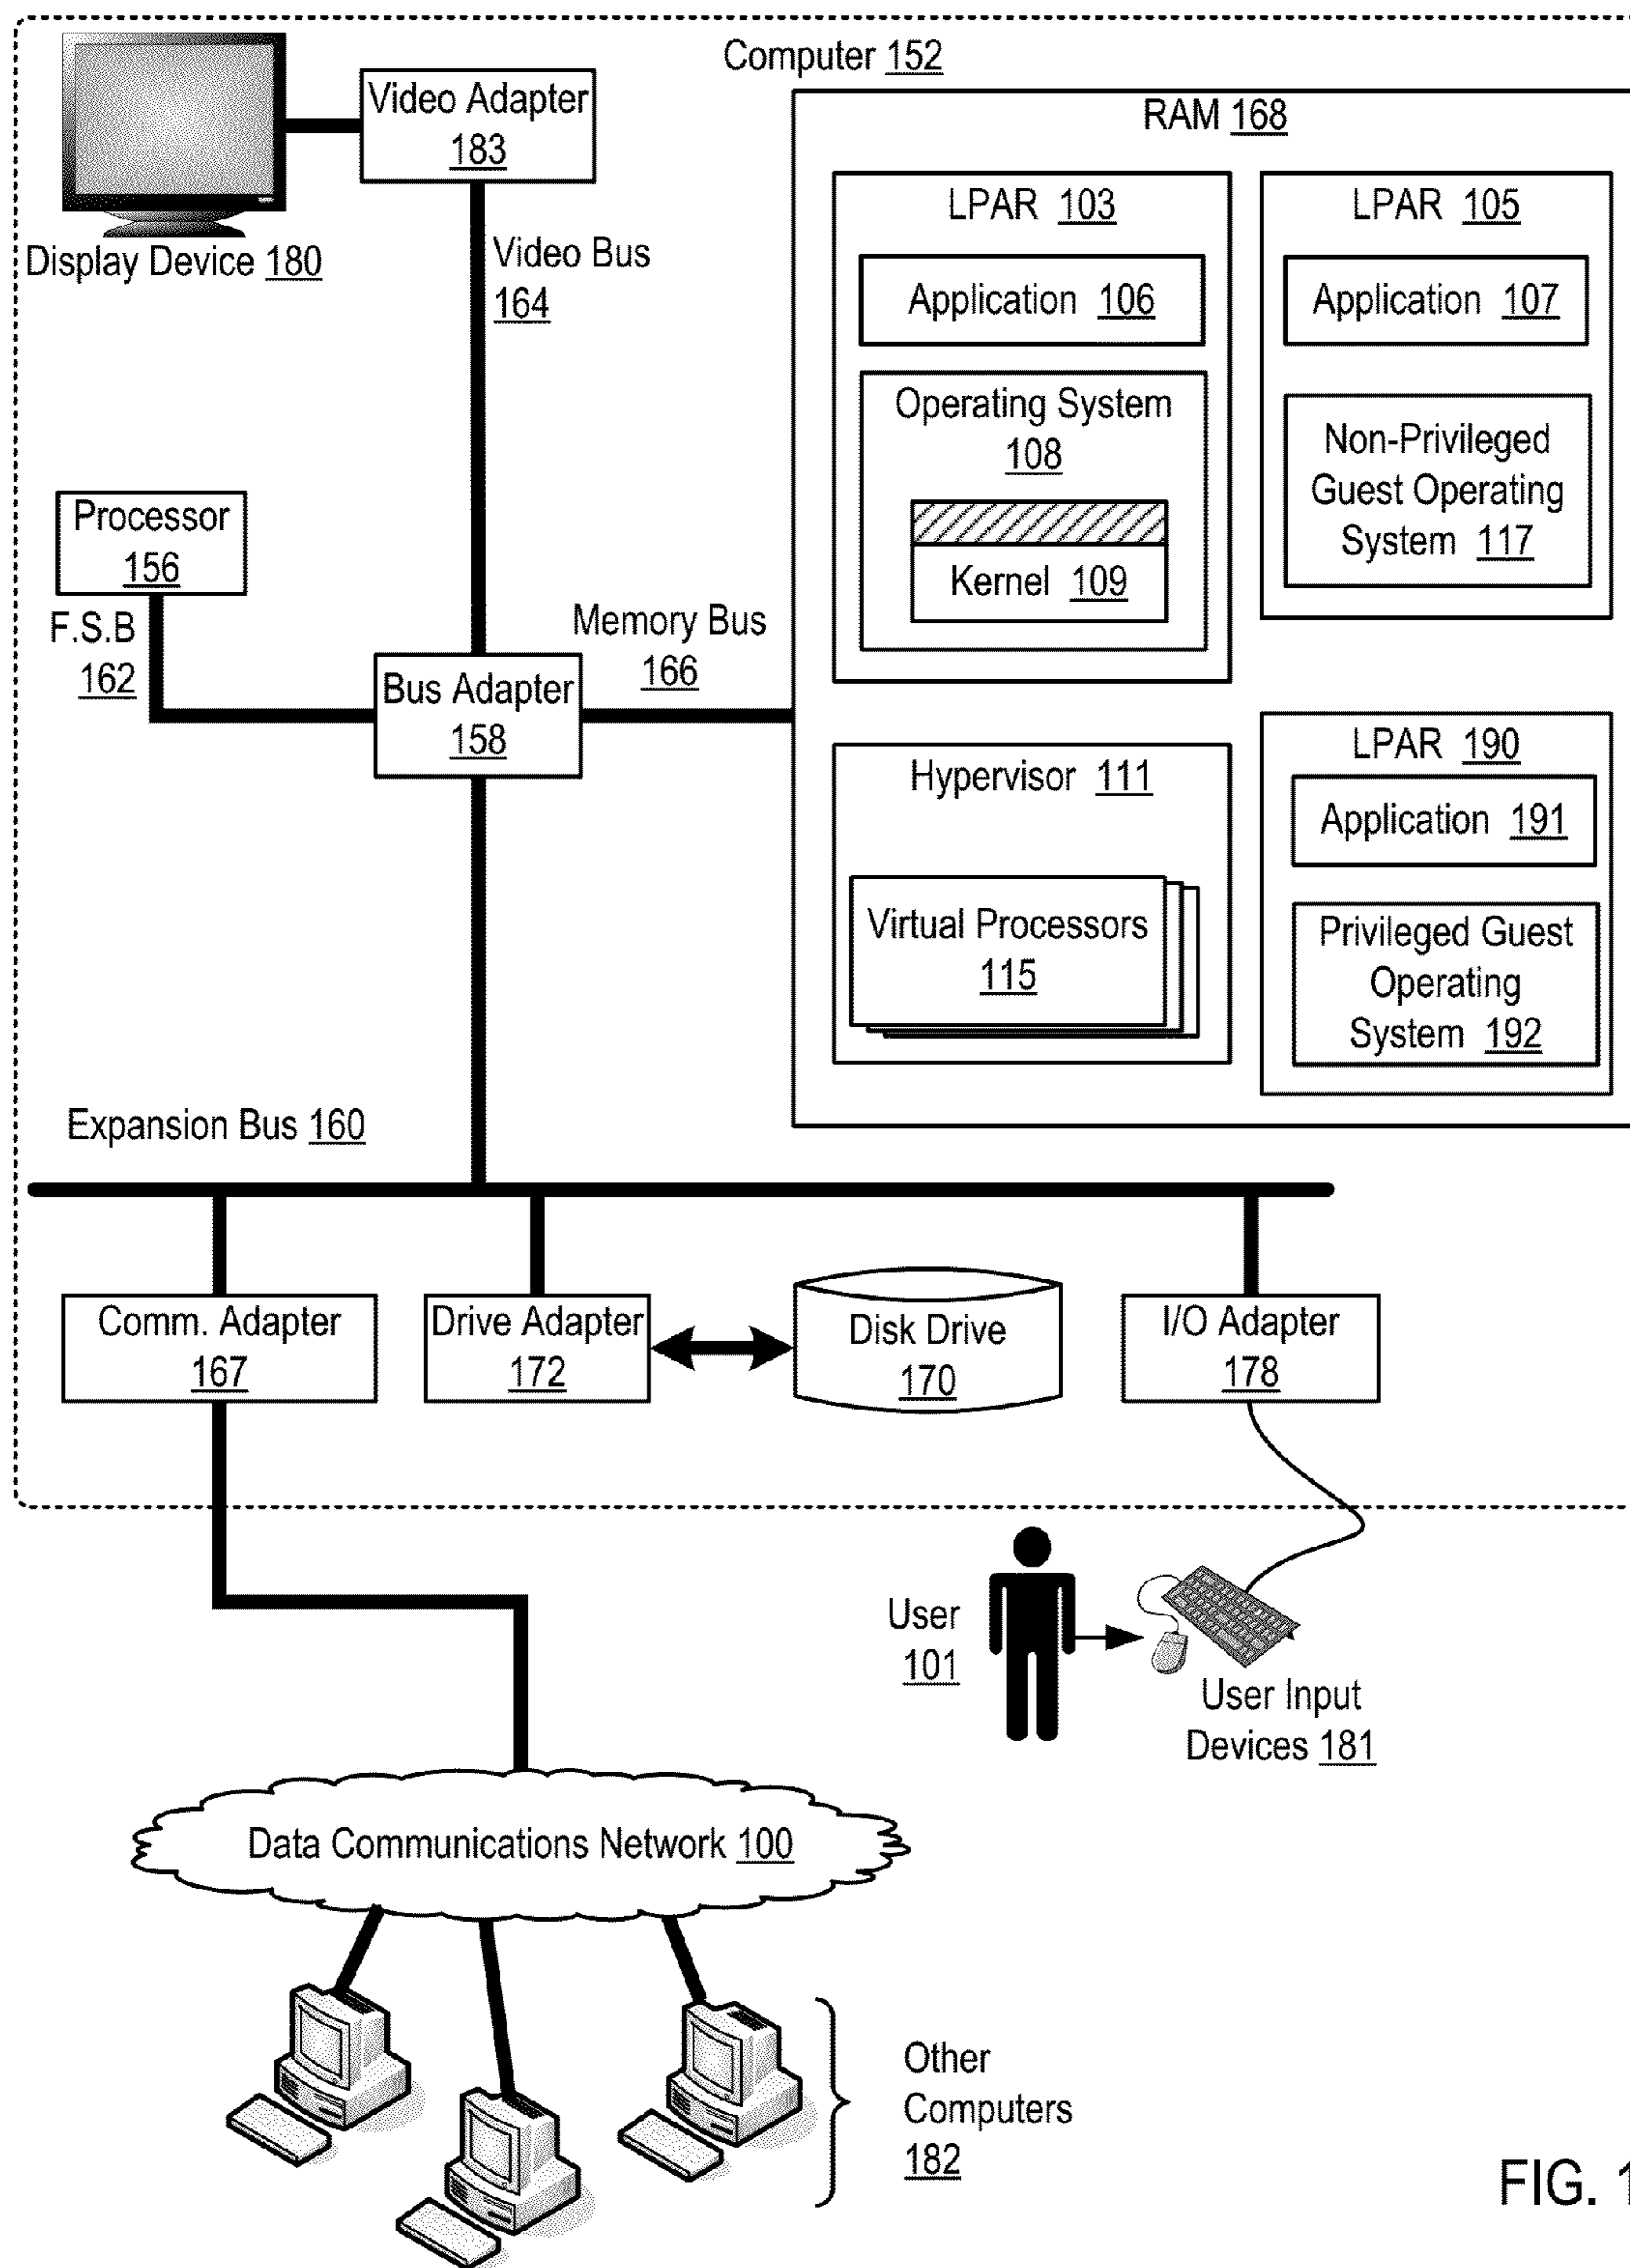 Computer 152
Video Adapter
183
Display Device 180
Video Bus
164
RAM 168
LPAR 103
Application 106
Operating System
108
Kernel 109
LPAR 105
Application 107
Non-Privileged
Guest Operating
System 117
Processor
156
F.S.B
162
Bus Adapter
158
Memory Bus
166
Hypervisor 111
Virtual Processors
115
LPAR 190
Application 191
Privileged Guest
Operating
System 192
Expansion Bus 160
Comm. Adapter
167
Drive Adapter
172
Disk Drive
170
I/O Adapter
178
User
101
User Input
Devices 181
Data Communications Network 100
Other
Computers
182
FIG. 1